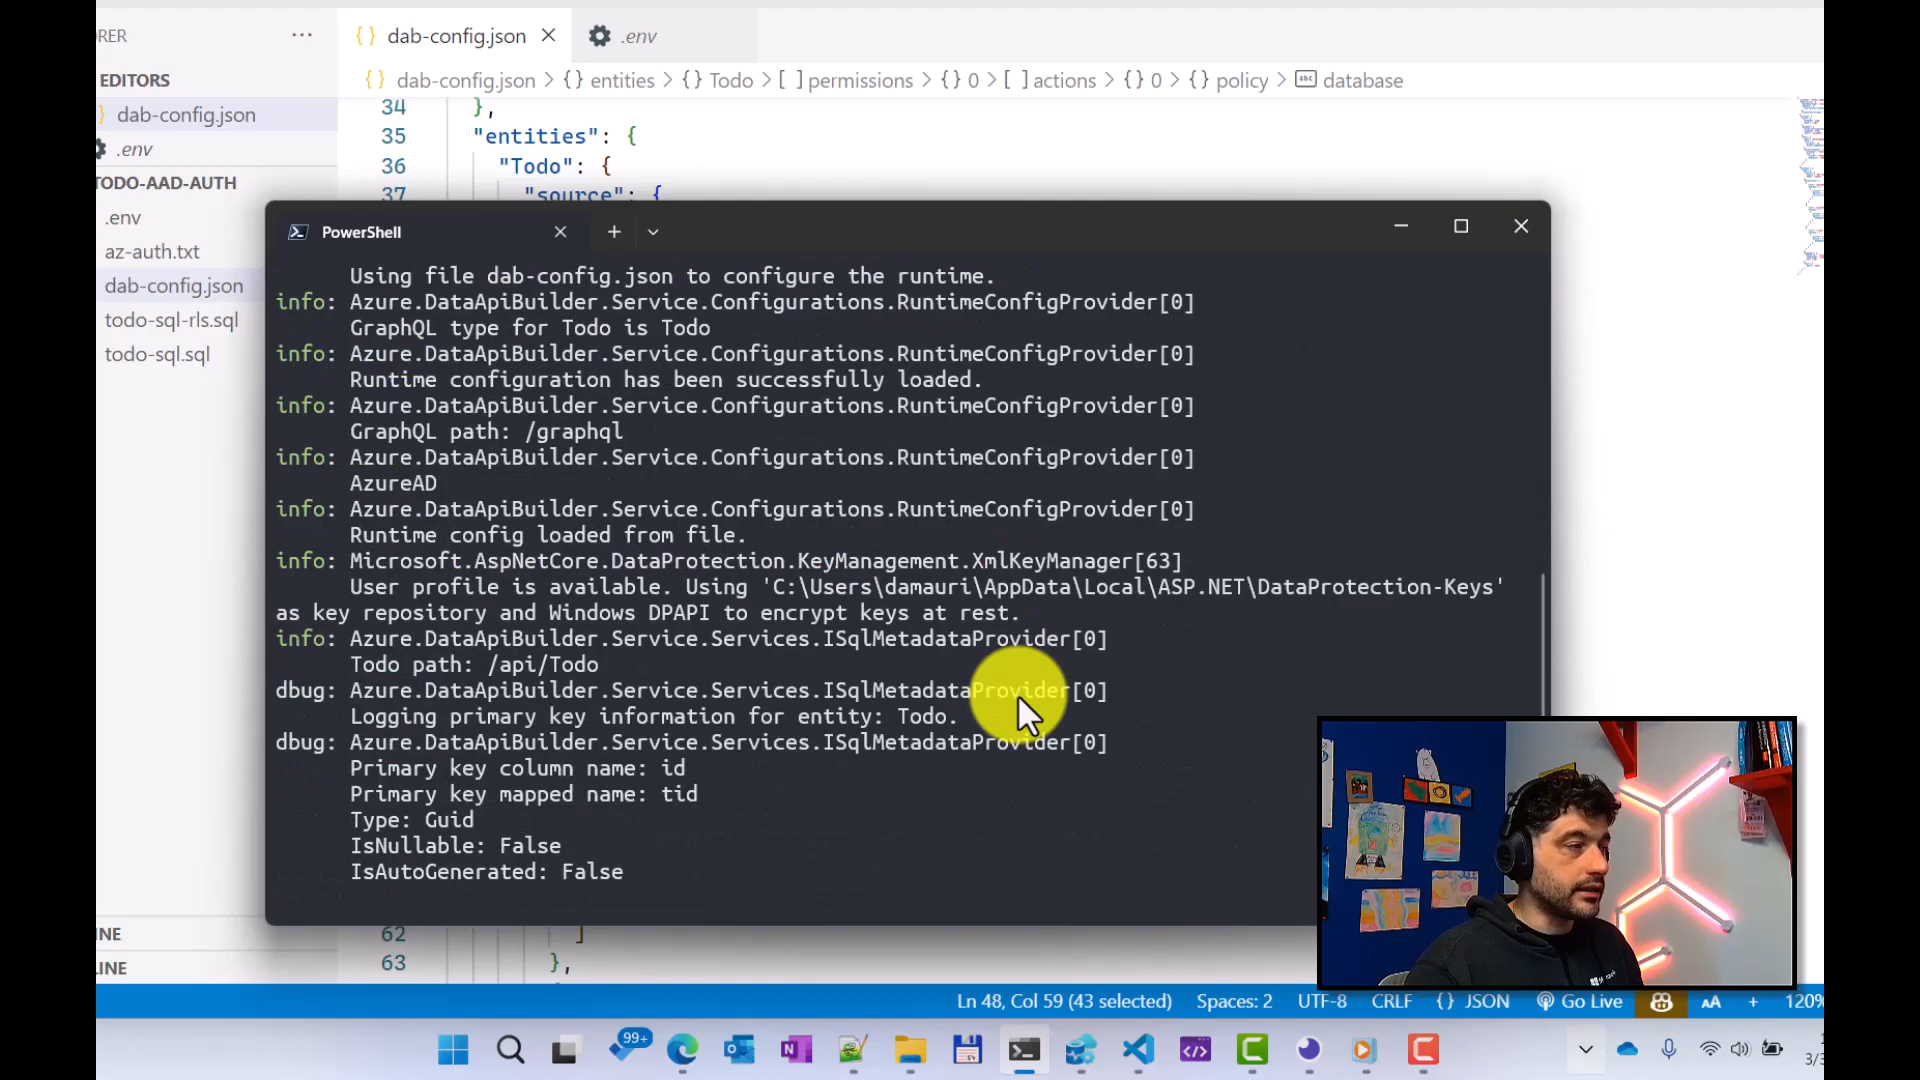 RER
···
dab-config.json
.env
EDITORS
dab-config.json > {} entities > {} Todo > [ ] permissions > {} 0 > [ ] actions > {} 0 > {} policy > abc database
dab-config.json
.env
TODO-AAD-AUTH
.env
az-auth.txt
dab-config.json
todo-sql-rls.sql
todo-sql.sql
34 },
35 "entities": {
36 "Todo": {
37 "source": {
PowerShell
Using file dab-config.json to configure the runtime.
info: Azure.DataApiBuilder.Service.Configurations.RuntimeConfigProvider[0]
GraphQL type for Todo is Todo
info: Azure.DataApiBuilder.Service.Configurations.RuntimeConfigProvider[0]
Runtime configuration has been successfully loaded.
info: Azure.DataApiBuilder.Service.Configurations.RuntimeConfigProvider[0]
GraphQL path: /graphql
info: Azure.DataApiBuilder.Service.Configurations.RuntimeConfigProvider[0]
AzureAD
info: Azure.DataApiBuilder.Service.Configurations.RuntimeConfigProvider[0]
Runtime config loaded from file.
info: Microsoft.AspNetCore.DataProtection.KeyManagement.XmlKeyManager[63]
User profile is available. Using 'C:\Users\damauri\AppData\Local\ASP.NET\DataProtection-Keys'
as key repository and Windows DPAPI to encrypt keys at rest.
info: Azure.DataApiBuilder.Service.Services.ISqlMetadataProvider[0]
Todo path: /api/Todo
dbug: Azure.DataApiBuilder.Service.Services.ISqlMetadataProvider[0]
Logging primary key information for entity: Todo.
dbug: Azure.DataApiBuilder.Service.Services.ISqlMetadataProvider[0]
Primary key column name: id
Primary key mapped name: tid
Type: Guid
IsNullable: False
IsAutoGenerated: False
INE
LINE
62 ]
63 },
Ln 48, Col 59 (43 selected) Spaces: 2 UTF-8 CRLF {} JSON Go Live AA + 120%
99+
3/3